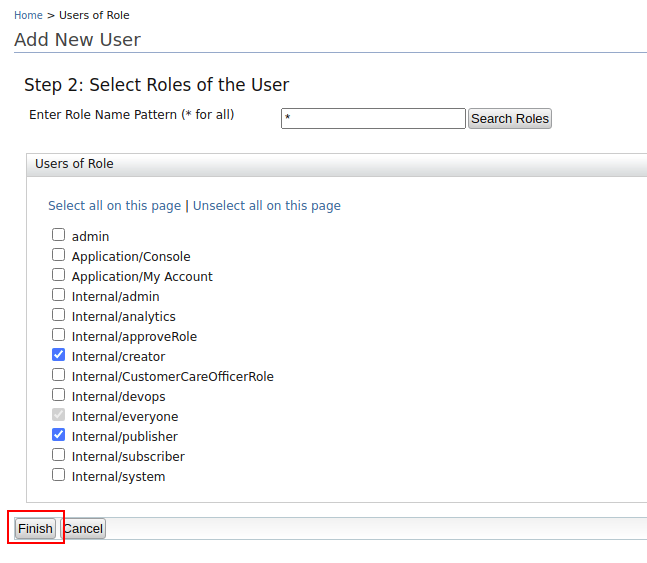 Home > Users of Role
Add New User
Step 2: Select Roles of the User
Enter Role Name Pattern (* for all) * Search Roles
Users of Role
Select all on this page | Unselect all on this page
admin
Application/Console
Application/My Account
Internal/admin
Internal/analytics
Internal/approveRole
Internal/creator
Internal/CustomerCareOfficerRole
Internal/devops
Internal/everyone
Internal/publisher
Internal/subscriber
Internal/system
Finish Cancel